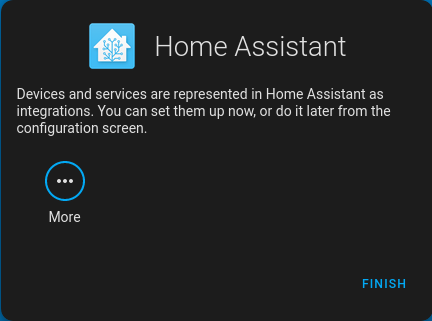 Home Assistant
Devices and services are represented in Home Assistant as
integrations. You can set them up now, or do it later from the
configuration screen.
More
FINISH